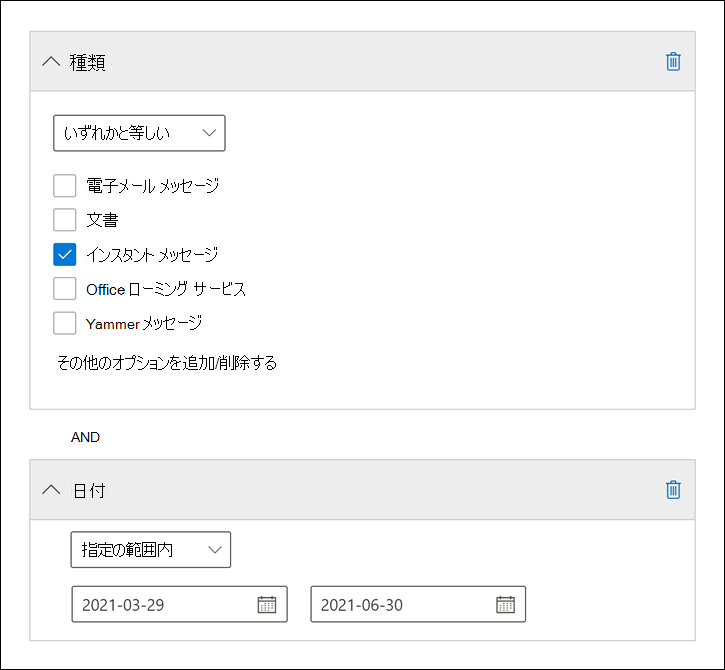 種類
いずれかと等しい
電子メール メッセージ
文書
インスタント メッセージ
Office ローミング サービス
Yammer メッセージ
その他のオプションを追加/削除する
AND
日付
指定の範囲内
2021-03-29 2021-06-30